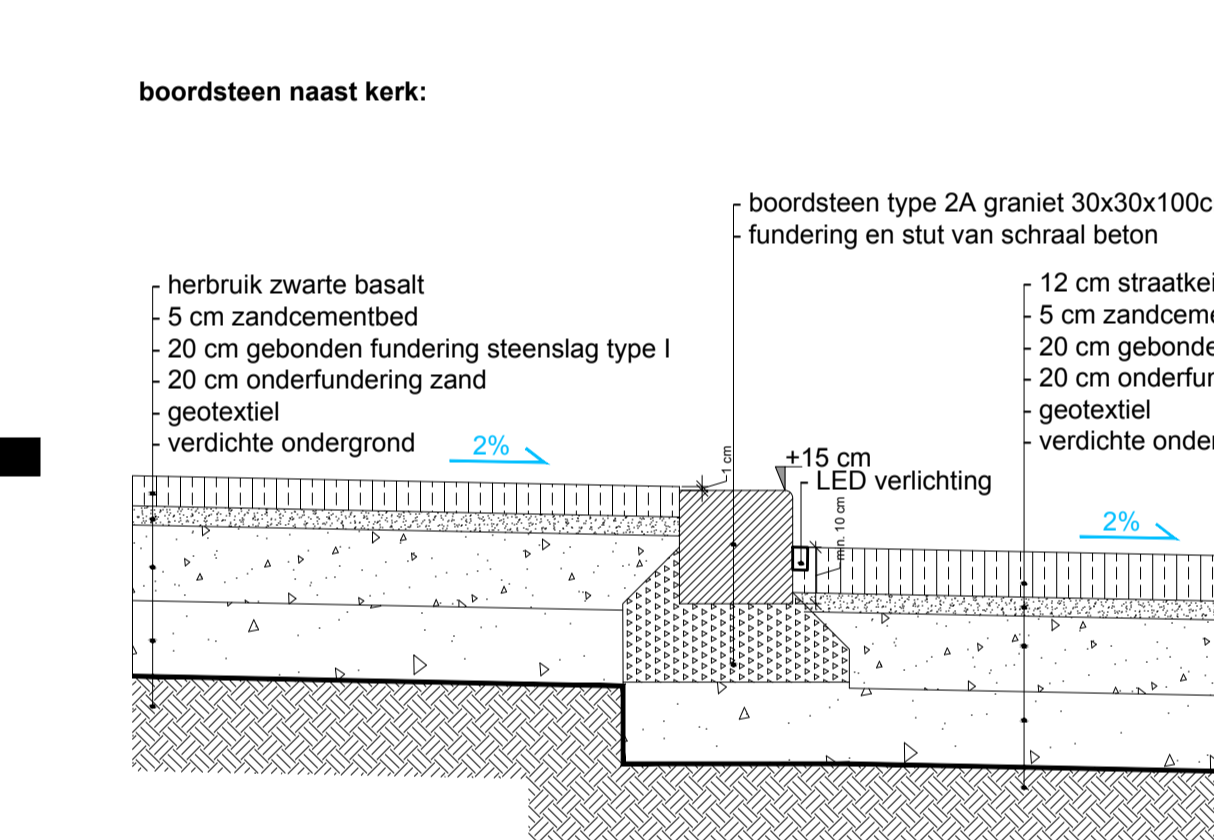 boordsteen naast kerk:
boordsteen type 2A graniet 30x30x100c
fundering en stut van schraal beton
herbruik zwarte basalt
5 cm zandcementbed
20 cm gebonden fundering steenslag type I
20 cm onderfundering zand
geotextiel
verdichte ondergrond
2%
1 cm
+15 cm
LED verlichting
min. 10 cm
12 cm straatkei
5 cm zandceme
20 cm gebonde
20 cm onderfun
geotextiel
verdichte onder
2%